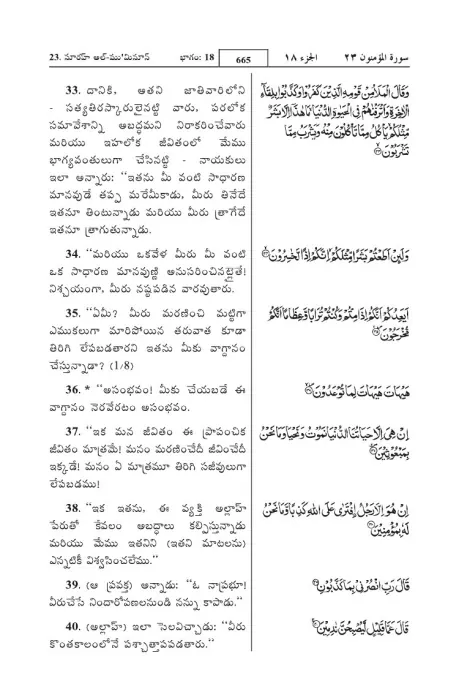 23. సూరహ్ అల్-ము'మినూన్ భాగం: 18 665 الجزء ١٨ سورة المؤمنون ٢٣
33. దానికి, అతని జాతివారిలోని
- సత్యతిరస్కారులైనట్టి వారు, పరలోక
సమావేశాన్ని అబద్ధమని నిరాకరించేవారు
మరియు ఇహలోక జీవితంలో మేము
భాగ్యవంతులుగా చేసినట్టి - నాయకులు
ఇలా అన్నారు: "ఇతను మీ వంటి సాధారణ
మానవుడే తప్ప మరేమీకాడు, మీరు తినేదే
ఇతనూ తింటున్నాడు మరియు మీరు త్రాగేదే
ఇతనూ త్రాగుతున్నాడు.
وَقَالَ الْمَلَأُ مِنْ قَوْمِهِ الَّذِينَ كَفَرُوا وَكَذَّبُوا بِلِقَاءِ
الْآخِرَةِ وَأَتْرَفْنَاهُمْ فِي الْحَيَاةِ الدُّنْيَا مَا هَٰذَا إِلَّا بَشَرٌ
مِثْلُكُمْ يَأْكُلُ مِمَّا تَأْكُلُونَ مِنْهُ وَيَشْرَبُ مِمَّا
تَشْرَبُونَ ۝
34. "మరియు ఒకవేళ మీరు మీ వంటి
ఒక సాధారణ మానవుణ్ణి అనుసరించినట్లైతే!
నిశ్చయంగా, మీరు నష్టపడిన వారవుతారు.
وَلَئِنْ أَطَعْتُمْ بَشَرًا مِثْلَكُمْ إِنَّكُمْ إِذًا لَخَاسِرُونَ ۝
35. "ఏమీ? మీరు మరణించి మట్టిగా
ఎముకలుగా మారిపోయిన తరువాత కూడా
తిరిగి లేపబడతారని ఇతను మీకు వాగ్దానం
చేస్తున్నాడా? (1/8)
أَيَعِدُكُمْ أَنَّكُمْ إِذَا مِتُّمْ وَكُنْتُمْ تُرَابًا وَعِظَامًا أَنَّكُمْ
مُخْرَجُونَ ۝
36. * "అసంభవం! మీకు చేయబడే ఈ
వాగ్దానం నెరవేరటం అసంభవం.
هَيْهَاتَ هَيْهَاتَ لِمَا تُوعَدُونَ ۝
37. "ఇక మన జీవితం ఈ ప్రాపంచిక
జీవితం మాత్రమే! మనం మరణించేదీ జీవించేదీ
ఇక్కడే! మనం ఏ మాత్రమూ తిరిగి సజీవులుగా
లేపబడము!
إِنْ هِيَ إِلَّا حَيَاتُنَا الدُّنْيَا نَمُوتُ وَنَحْيَا وَمَا نَحْنُ
بِمَبْعُوثِينَ ۝
38. "ఇక ఇతను, ఈ వ్యక్తి అల్లాహ్
పేరుతో కేవలం అబద్ధాలు కల్పిస్తున్నాడు
మరియు మేము ఇతనిని (ఇతని మాటలను)
ఎన్నటికీ విశ్వసించలేము."
إِنْ هُوَ إِلَّا رَجُلٌ افْتَرَىٰ عَلَى اللَّهِ كَذِبًا وَمَا نَحْنُ
لَهُ بِمُؤْمِنِينَ ۝
39. (ఆ ప్రవక్త) అన్నాడు: "ఓ నాప్రభూ!
వీరుచేసే నిందారోపణలనుండి నన్ను కాపాడు."
قَالَ رَبِّ انْصُرْنِي بِمَا كَذَّبُونِ ۝
40. (అల్లాహ్) ఇలా సెలవిచ్చాడు: "వీరు
కొంతకాలంలోనే పశ్చాత్తాపపడతారు."
قَالَ عَمَّا قَلِيلٍ لَيُصْبِحُنَّ نَادِمِينَ ۝